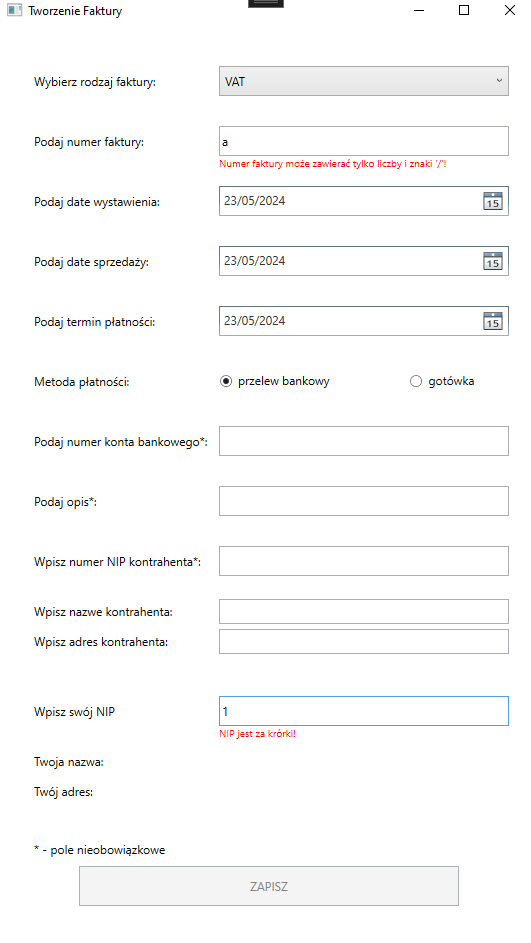 Tworzenie Faktury
Wybierz rodzaj faktury: VAT
Podaj numer faktury: a
Numer faktury może zawierać tylko liczby i znaki '/'!
Podaj date wystawienia: 23/05/2024 15
Podaj date sprzedaży: 23/05/2024 15
Podaj termin płatności: 23/05/2024 15
Metoda płatności: przelew bankowy gotówka
Podaj numer konta bankowego*:
Podaj opis*:
Wpisz numer NIP kontrahenta*:
Wpisz nazwe kontrahenta:
Wpisz adres kontrahenta:
Wpisz swój NIP 1
NIP jest za krórki!
Twoja nazwa:
Twój adres:
* - pole nieobowiązkowe
ZAPISZ